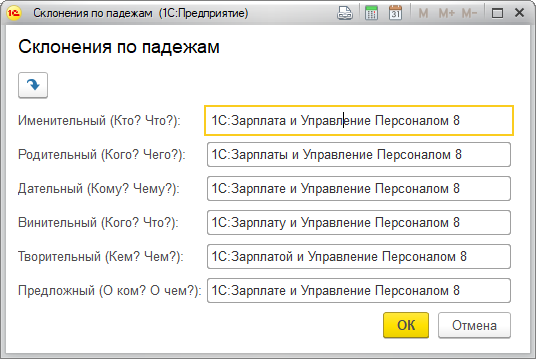 Склонения по падежам (1С:Предприятие)
31 M M+ M−
Склонения по падежам
Именительный (Кто? Что?): 1С:Зарплата и Управление Персоналом 8
Родительный (Кого? Чего?): 1С:Зарплаты и Управление Персоналом 8
Дательный (Кому? Чему?): 1С:Зарплате и Управление Персоналом 8
Винительный (Кого? Что?): 1С:Зарплату и Управление Персоналом 8
Творительный (Кем? Чем?): 1С:Зарплатой и Управление Персоналом 8
Предложный (О ком? О чем?): 1С:Зарплате и Управление Персоналом 8
ОК Отмена